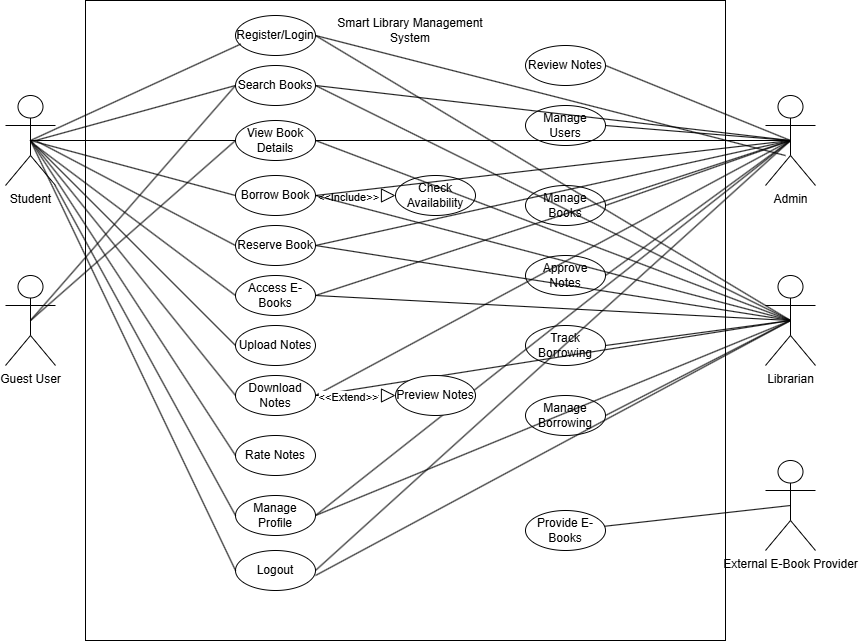 Smart Library Management
System
Register/Login
Review Notes
Search Books
Manage
Users
View Book
Details
Student
Admin
Borrow Book
<<Include>>
Check
Availability
Manage
Books
Reserve Book
Approve
Notes
Access E-
Books
Upload Notes
Track
Borrowing
Guest User
Librarian
Download
Notes
<<Extend>>
Preview Notes
Manage
Borrowing
Rate Notes
Manage
Profile
Provide E-
Books
Logout
External E-Book Provider